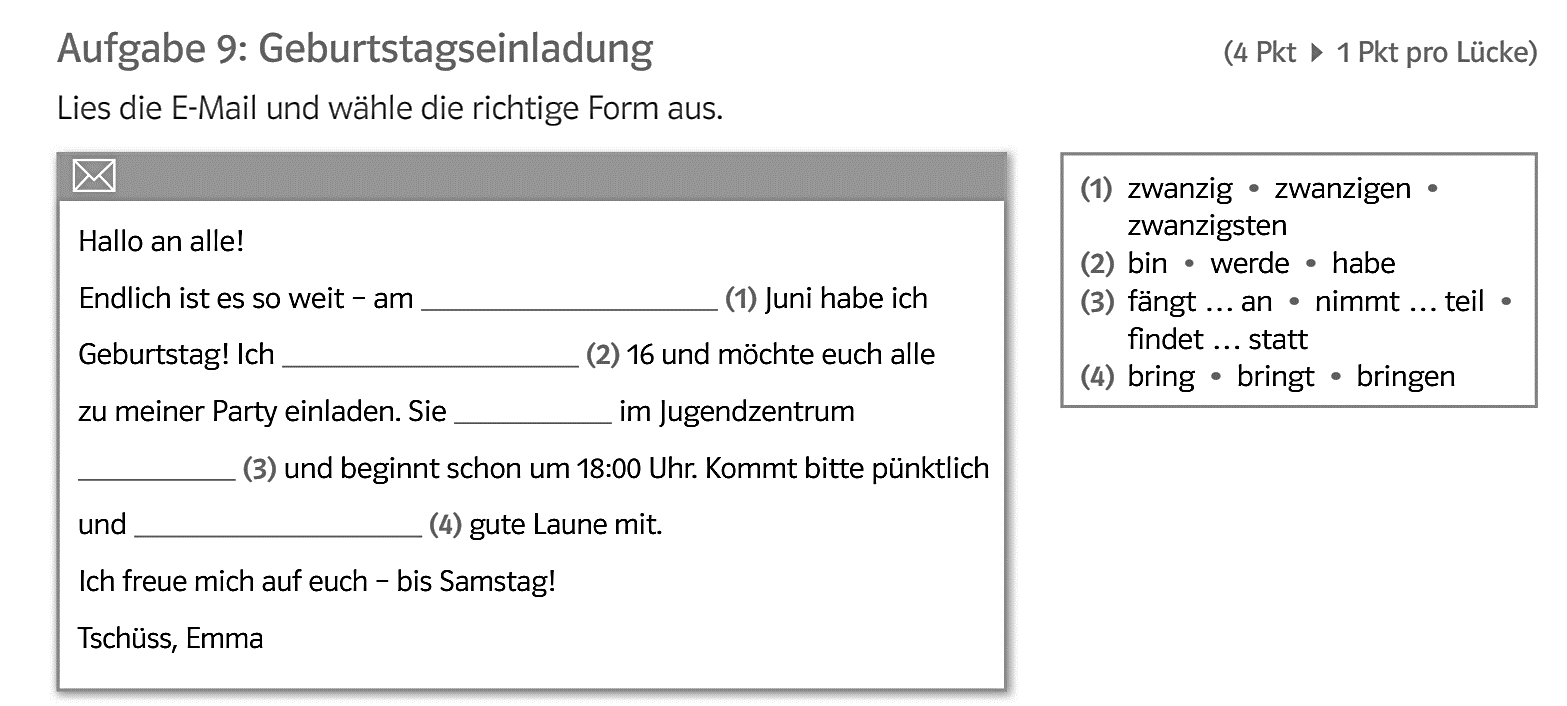 Aufgabe 9: Geburtstagseinladung
(4 Pkt ▸ 1 Pkt pro Lücke)
Lies die E-Mail und wähle die richtige Form aus.
Hallo an alle!
Endlich ist es so weit – am ____________________ (1) Juni habe ich
Geburtstag! Ich ____________________ (2) 16 und möchte euch alle
zu meiner Party einladen. Sie ___________ im Jugendzentrum
___________ (3) und beginnt schon um 18:00 Uhr. Kommt bitte pünktlich
und ____________________ (4) gute Laune mit.
Ich freue mich auf euch – bis Samstag!
Tschüss, Emma
(1) zwanzig • zwanzigen •
zwanzigsten
(2) bin • werde • habe
(3) fängt … an • nimmt … teil •
findet … statt
(4) bring • bringt • bringen